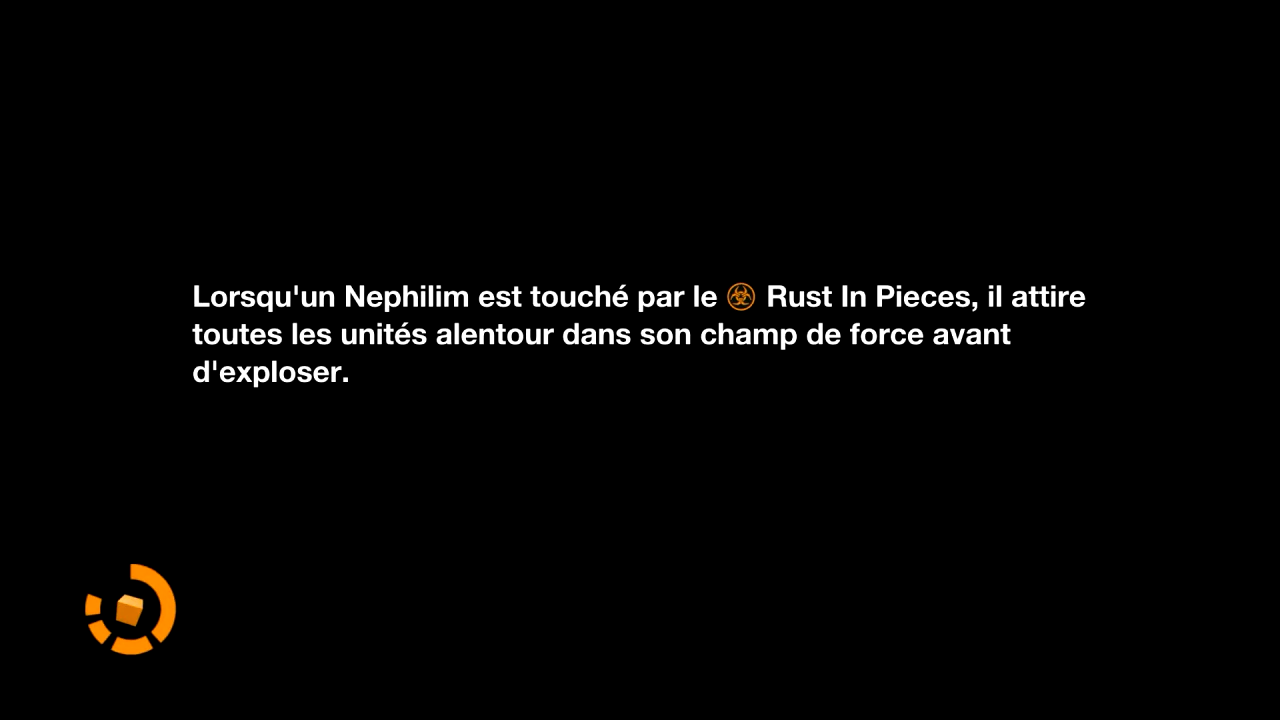 Lorsqu'un Nephilim est touché par le ☣ Rust In Pieces, il attire
toutes les unités alentour dans son champ de force avant
d'exploser.